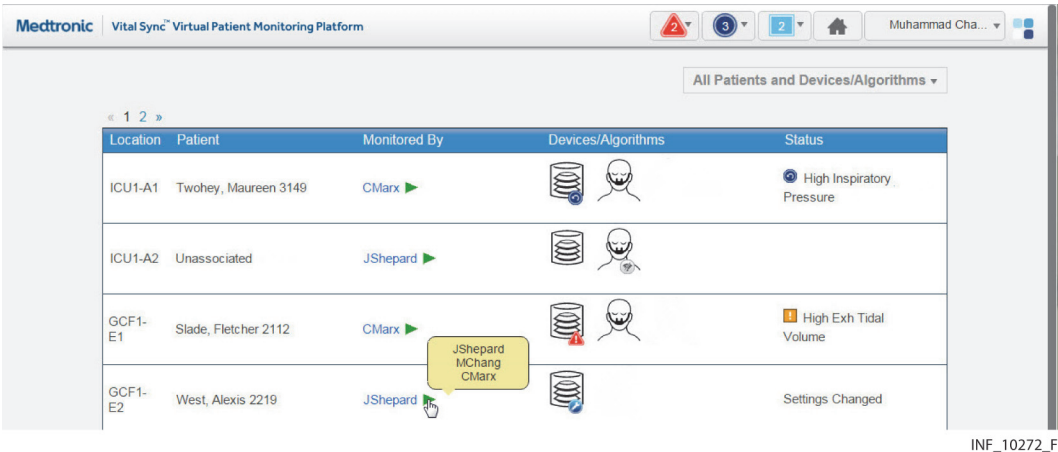 Medtronic Vital Sync™ Virtual Patient Monitoring Platform 2 3 2 Muhammad Cha...
All Patients and Devices/Algorithms
« 1 2 »
Location Patient Monitored By Devices/Algorithms Status
ICU1-A1 Twohey, Maureen 3149 CMarx High Inspiratory
Pressure
ICU1-A2 Unassociated JShepard
GCF1-
E1
Slade, Fletcher 2112 CMarx ! High Exh Tidal
Volume
JShepard
MChang
CMarx
GCF1-
E2
West, Alexis 2219 JShepard Settings Changed
INF_10272_F